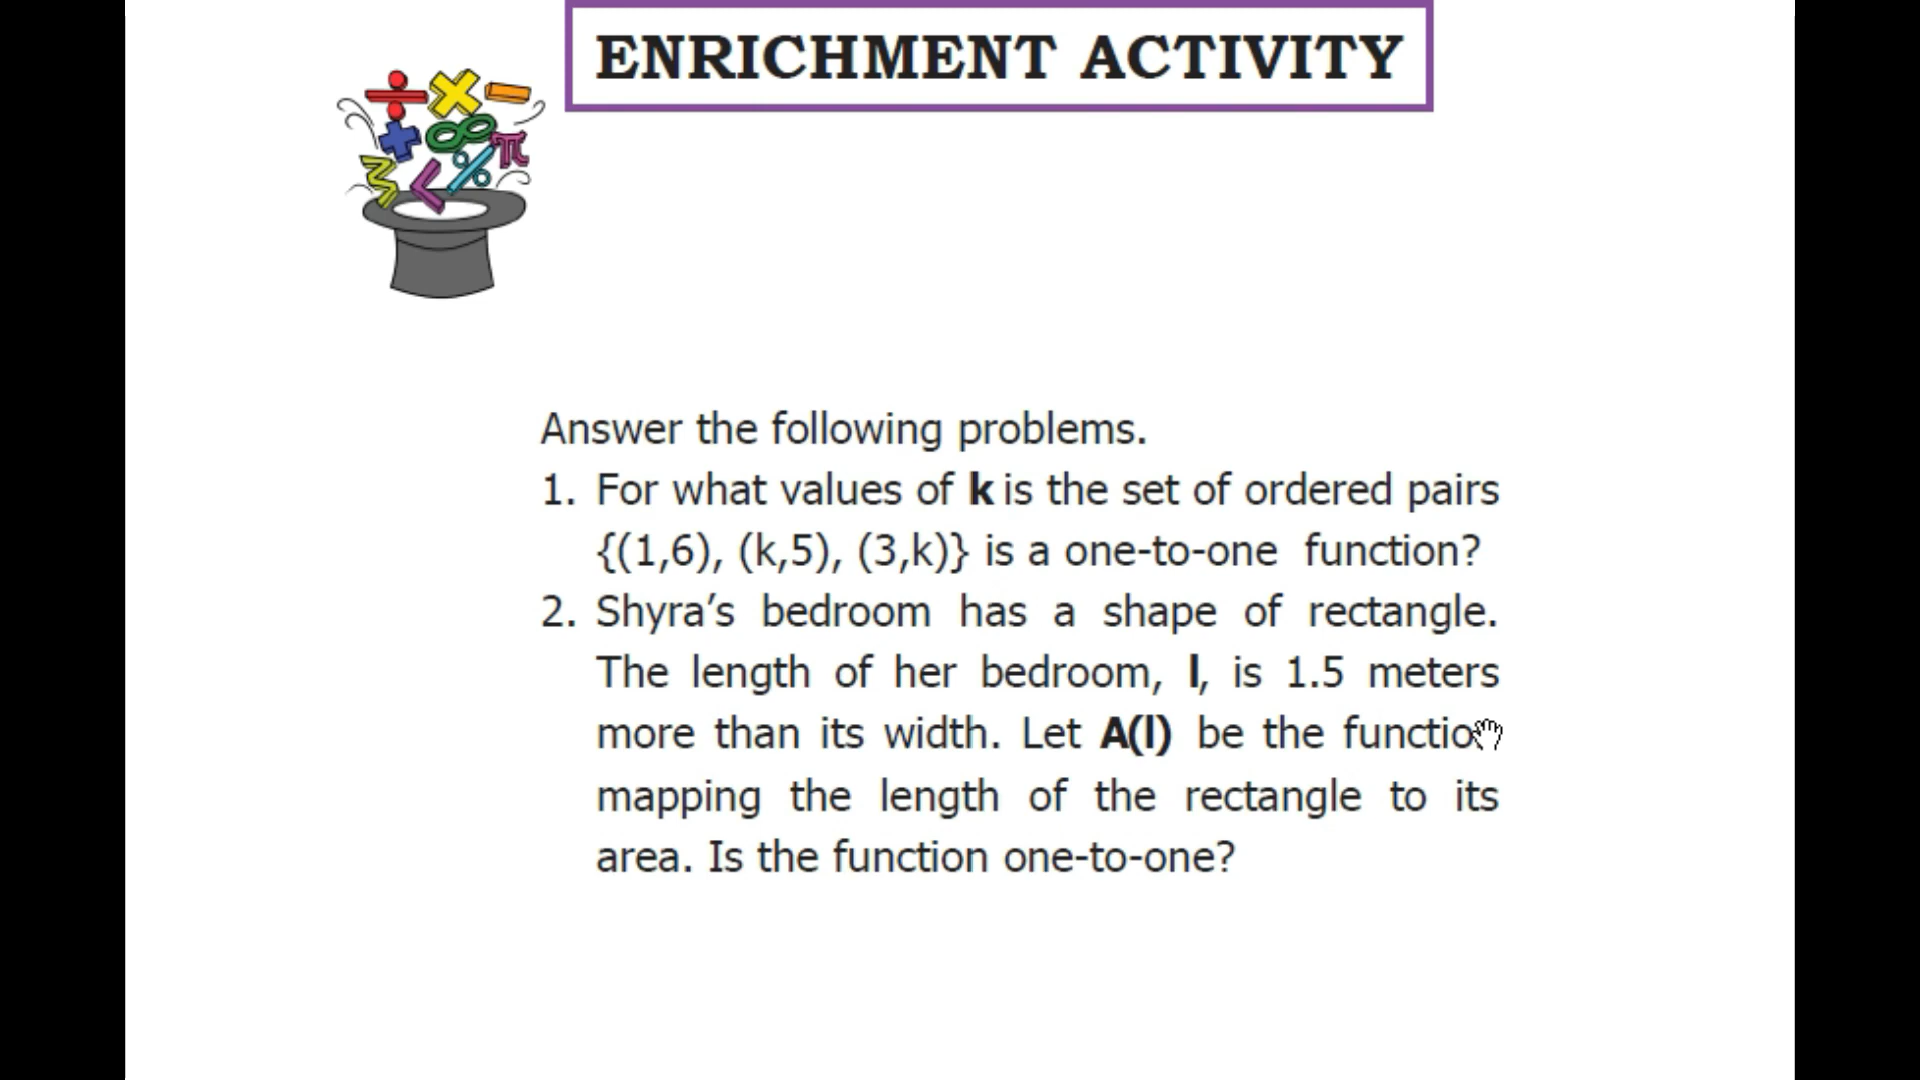 ENRICHMENT ACTIVITY
Answer the following problems.
1. For what values of k is the set of ordered pairs
{(1,6), (k,5), (3,k)} is a one-to-one function?
2. Shyra's bedroom has a shape of rectangle.
The length of her bedroom, l, is 1.5 meters
more than its width. Let A(l) be the functio
mapping the length of the rectangle to its
area. Is the function one-to-one?